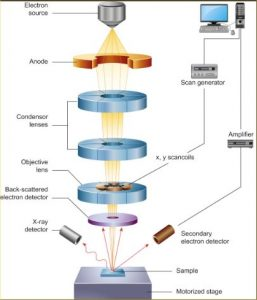 Electron
source
Anode
Scan generator
Condensor
lenses
Amplifier
Objective
lens
x, y scancoils
Back-scattered
electron detector
X-ray
detector
Secondary
electron detector
Sample
Motorized stage